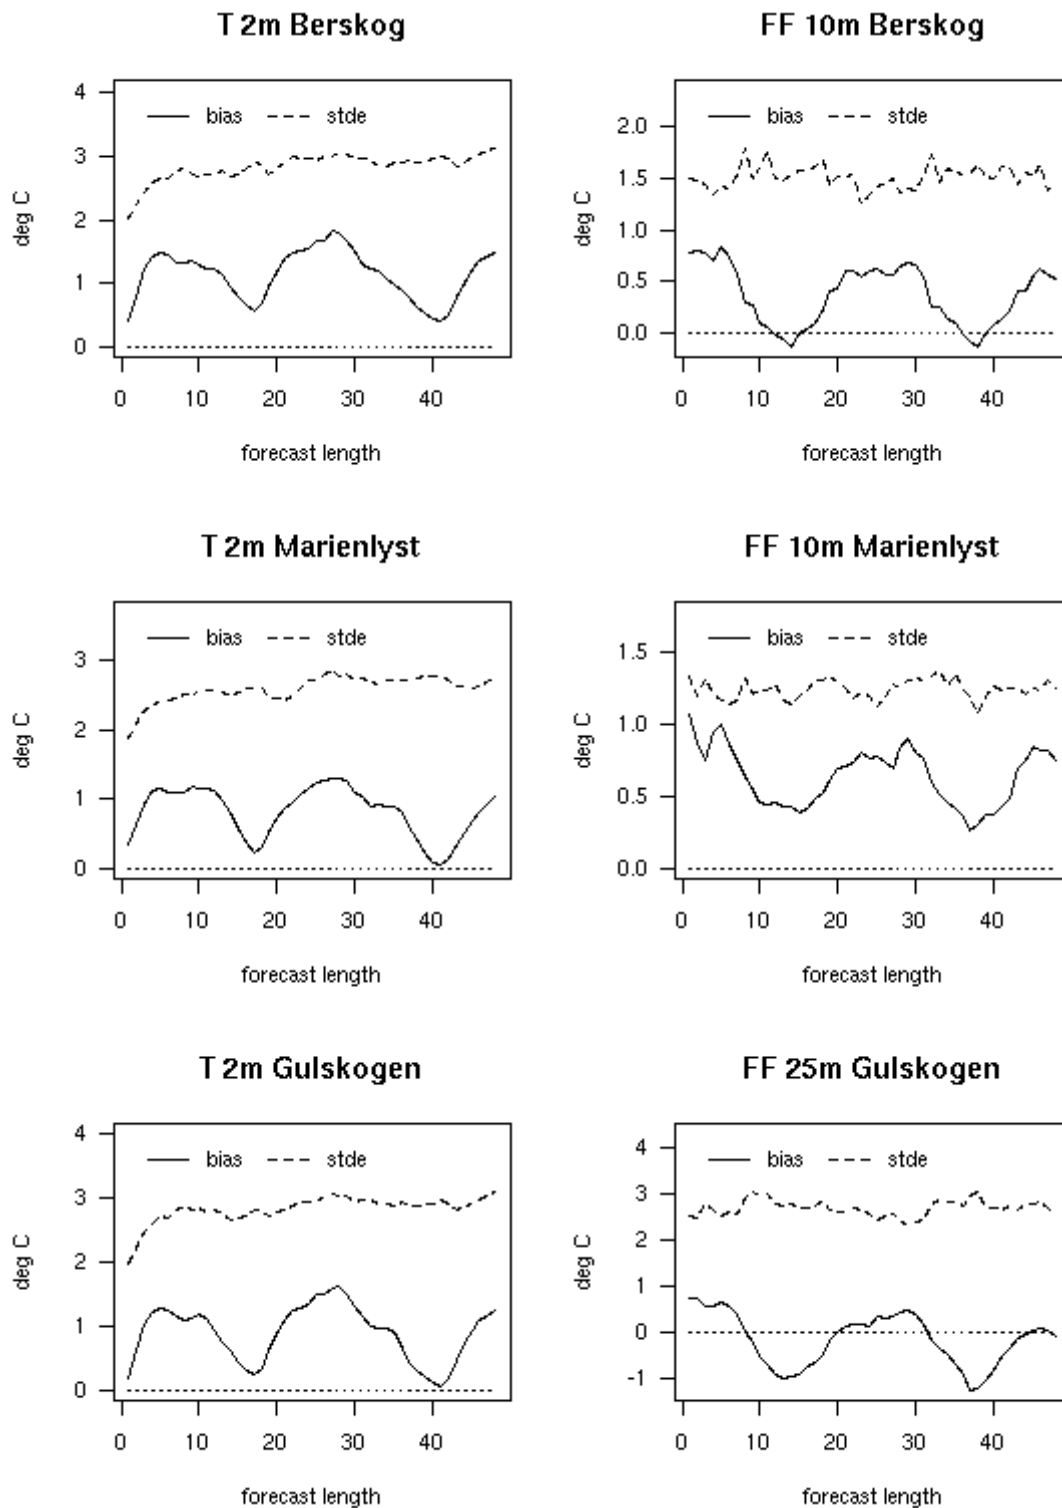 T 2m Berskog
4
3
2
1
0
deg C
bias
stde
0 10 20 30 40
forecast length
FF 10m Berskog
2.0
1.5
1.0
0.5
0.0
deg C
bias
stde
0 10 20 30 40
forecast length
T 2m Marienlyst
3
2
1
0
deg C
bias
stde
0 10 20 30 40
forecast length
FF 10m Marienlyst
1.5
1.0
0.5
0.0
deg C
bias
stde
0 10 20 30 40
forecast length
T 2m Gulskogen
4
3
2
1
0
deg C
bias
stde
0 10 20 30 40
forecast length
FF 25m Gulskogen
4
3
2
1
0
-1
deg C
bias
stde
0 10 20 30 40
forecast length